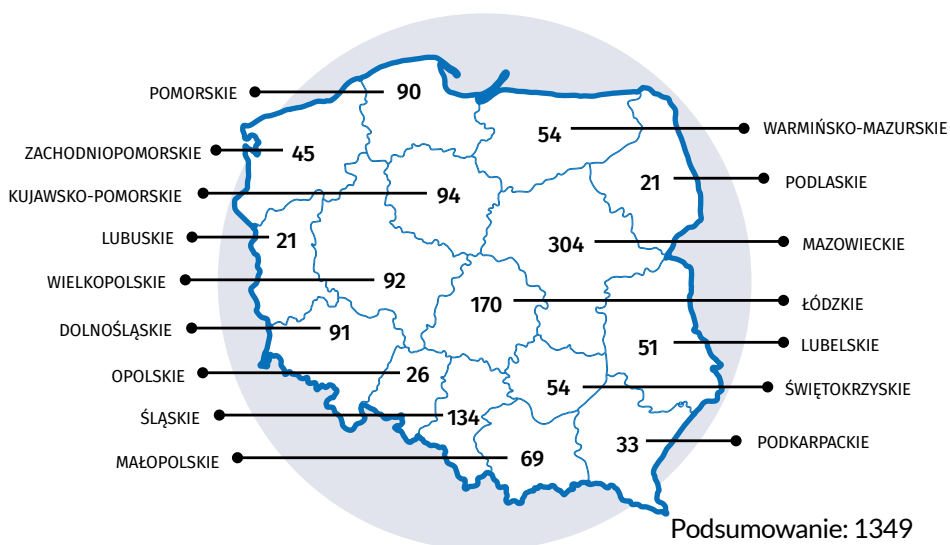 POMORSKIE 90
54 WARMIŃSKO-MAZURSKIE
ZACHODNIOPOMORSKIE 45
21 PODLASKIE
KUJAWSKO-POMORSKIE 94
LUBUSKIE 21
304 MAZOWIECKIE
WIELKOPOLSKIE 92
170 ŁÓDZKIE
DOLNOŚLĄSKIE 91
51 LUBELSKIE
OPOLSKIE 26
54 ŚWIĘTOKRZYSKIE
ŚLĄSKIE 134
33 PODKARPACKIE
MAŁOPOLSKIE 69
Podsumowanie: 1349